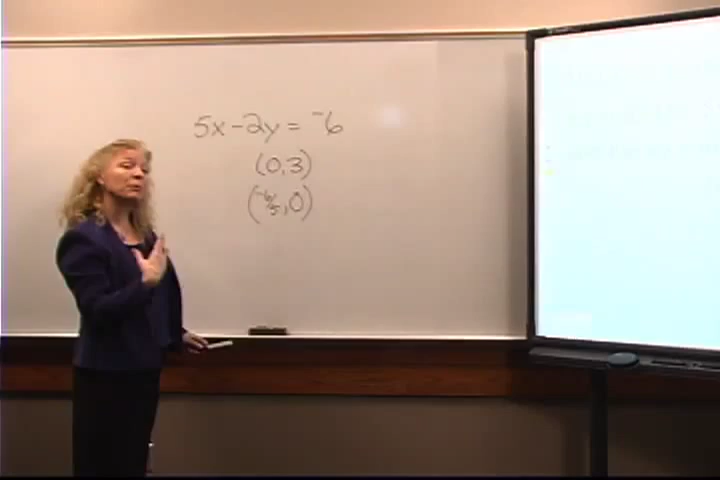 5x-2y = ⁻6
(0,3)
(⁻6/5,0)